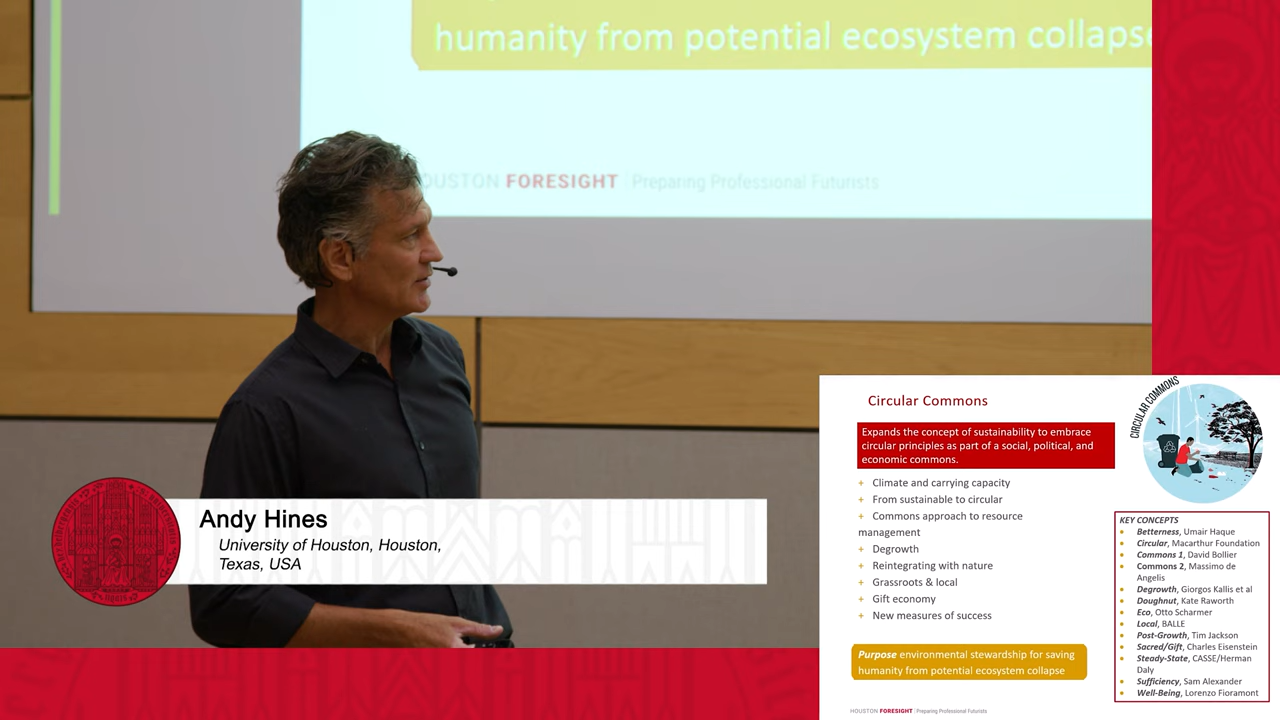 humanity from potential ecosystem collapse
HOUSTON FORESIGHT Preparing Professional Futurists
Andy Hines
University of Houston, Houston,
Texas, USA
Circular Commons
Expands the concept of sustainability to embrace
circular principles as part of a social, political, and
economic commons.
+ Climate and carrying capacity
+ From sustainable to circular
+ Commons approach to resource
management
+ Degrowth
+ Reintegrating with nature
+ Grassroots & local
+ Gift economy
+ New measures of success
Purpose environmental stewardship for saving
humanity from potential ecosystem collapse
HOUSTON FORESIGHT | Preparing Professional Futurists
CIRCULAR COMMONS
KEY CONCEPTS
• Betterness, Umair Haque
• Circular, Macarthur Foundation
• Commons 1, David Bollier
• Commons 2, Massimo de
Angelis
• Degrowth, Giorgos Kallis et al
• Doughnut, Kate Raworth
• Eco, Otto Scharmer
• Local, BALLE
• Post-Growth, Tim Jackson
• Sacred/Gift, Charles Eisenstein
• Steady-State, CASSE/Herman
Daly
• Sufficiency, Sam Alexander
• Well-Being, Lorenzo Fioramont